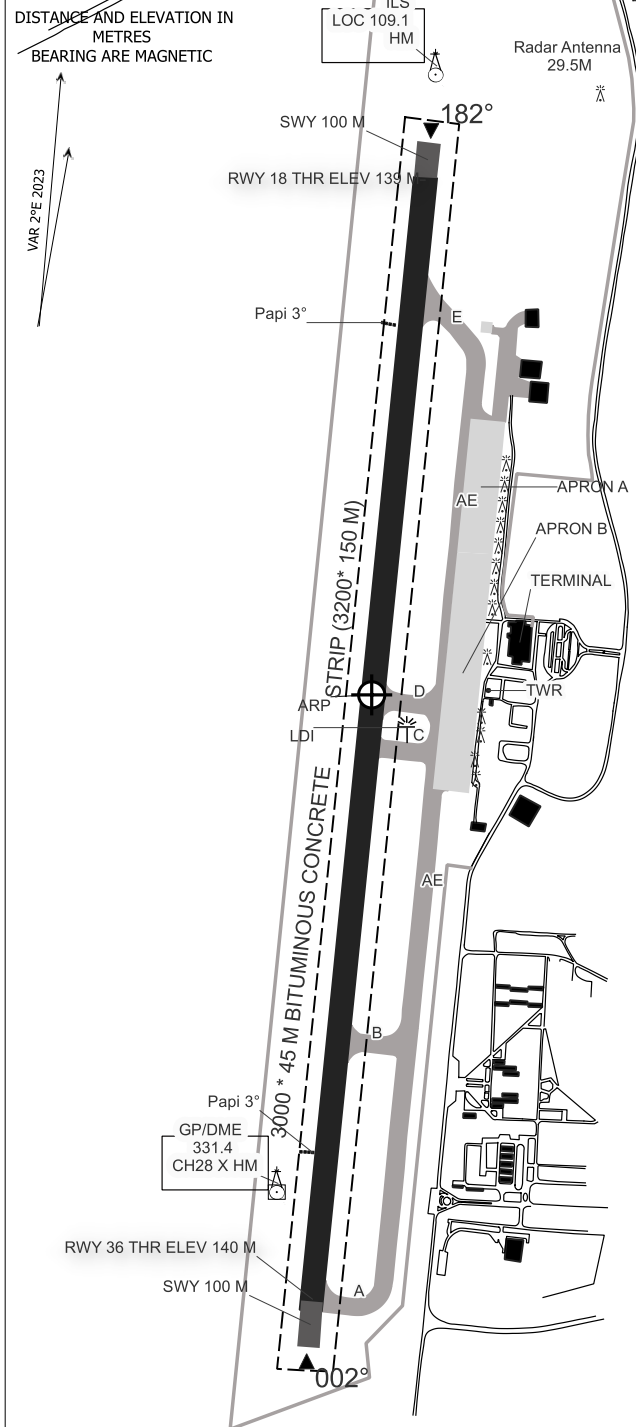 DISTANCE AND ELEVATION IN
METRES
BEARING ARE MAGNETIC
ILS
LOC 109.1
HM
Radar Antenna
29.5M
182°
SWY 100 M
RWY 18 THR ELEV 139 M
VAR 2°E 2023
Papi 3°
E
APRON A
AE
APRON B
STRIP (3200* 150 M)
TERMINAL
D
TWR
ARP
LDI
C
AE
3000 * 45 M BITUMINOUS CONCRETE
B
Papi 3°
GP/DME
331.4
CH28 X HM
RWY 36 THR ELEV 140 M
A
SWY 100 M
002°